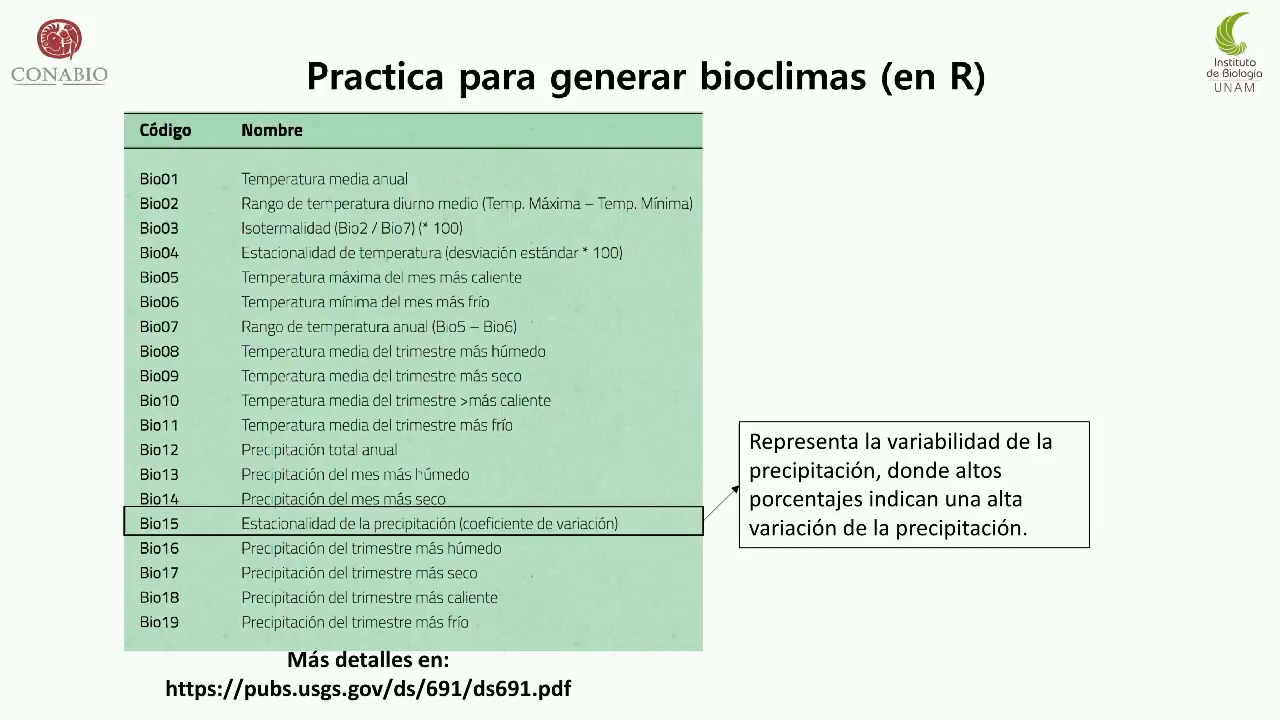 CONABIO
Instituto
de Biología
UNAM
Practica para generar bioclimas (en R)
Código Nombre
Bio01 Temperatura media anual
Bio02 Rango de temperatura diurno medio (Temp. Máxima – Temp. Mínima)
Bio03 Isotermalidad (Bio2 / Bio7) (* 100)
Bio04 Estacionalidad de temperatura (desviación estándar * 100)
Bio05 Temperatura máxima del mes más caliente
Bio06 Temperatura mínima del mes más frío
Bio07 Rango de temperatura anual (Bio5 – Bio6)
Bio08 Temperatura media del trimestre más húmedo
Bio09 Temperatura media del trimestre más seco
Bio10 Temperatura media del trimestre >más caliente
Bio11 Temperatura media del trimestre más frío
Bio12 Precipitación total anual
Bio13 Precipitación del mes más húmedo
Bio14 Precipitación del mes más seco
Bio15 Estacionalidad de la precipitación (coeficiente de variación)
Bio16 Precipitación del trimestre más húmedo
Bio17 Precipitación del trimestre más seco
Bio18 Precipitación del trimestre más caliente
Bio19 Precipitación del trimestre más frío
Representa la variabilidad de la
precipitación, donde altos
porcentajes indican una alta
variación de la precipitación.
Más detalles en:
https://pubs.usgs.gov/ds/691/ds691.pdf